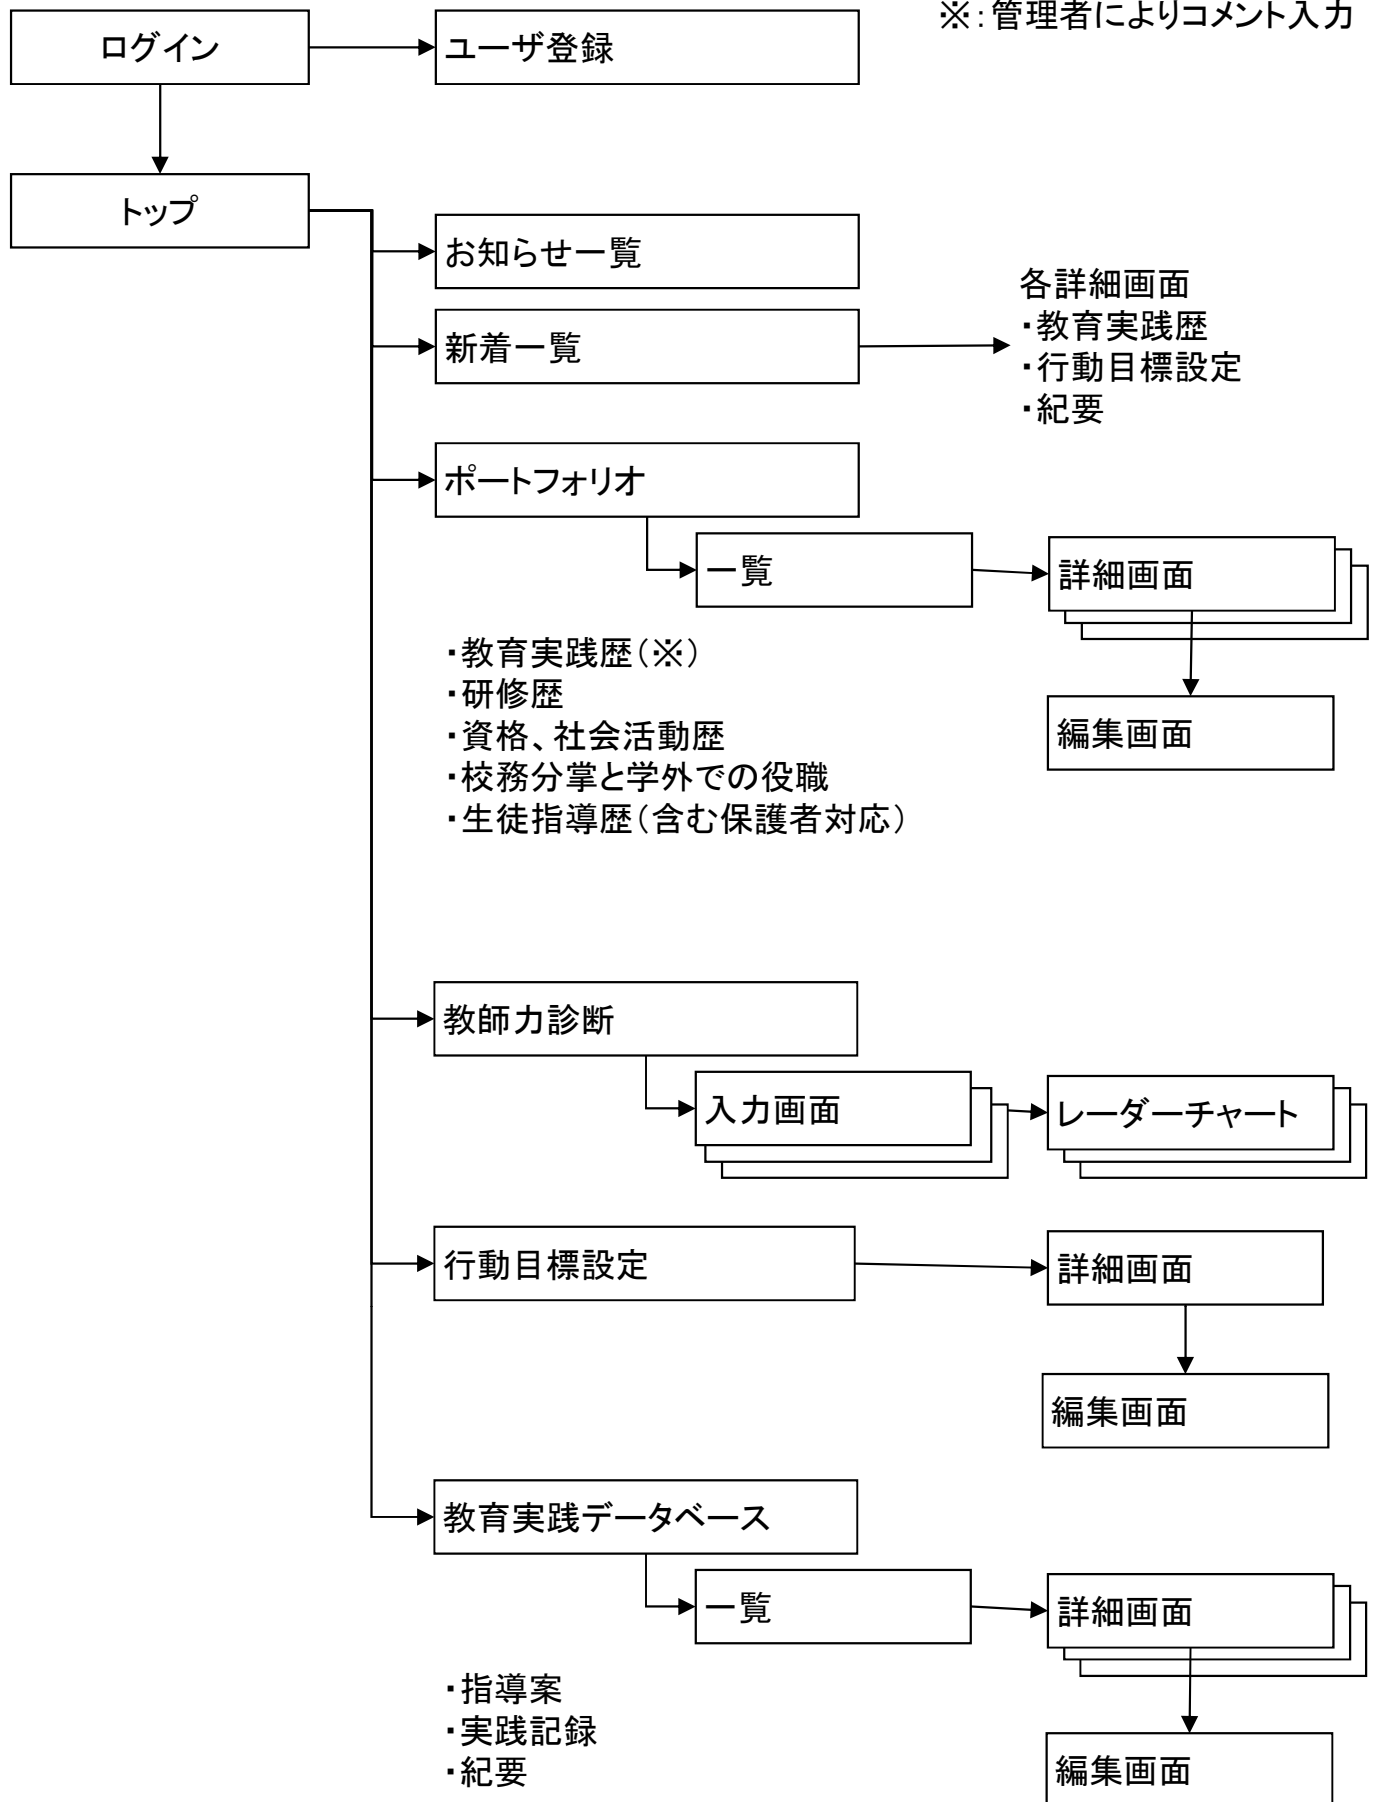 ※：管理者によりコメント入力
ログイン
ユーザ登録
トップ
お知らせ一覧
新着一覧
各詳細画面
・教育実践歴
・行動目標設定
・紀要
ポートフォリオ
一覧
詳細画面
編集画面
・教育実践歴（※）
・研修歴
・資格、社会活動歴
・校務分掌と学外での役職
・生徒指導歴（含む保護者対応）
教師力診断
入力画面
レーダーチャート
行動目標設定
詳細画面
編集画面
教育実践データベース
一覧
詳細画面
編集画面
・指導案
・実践記録
・紀要